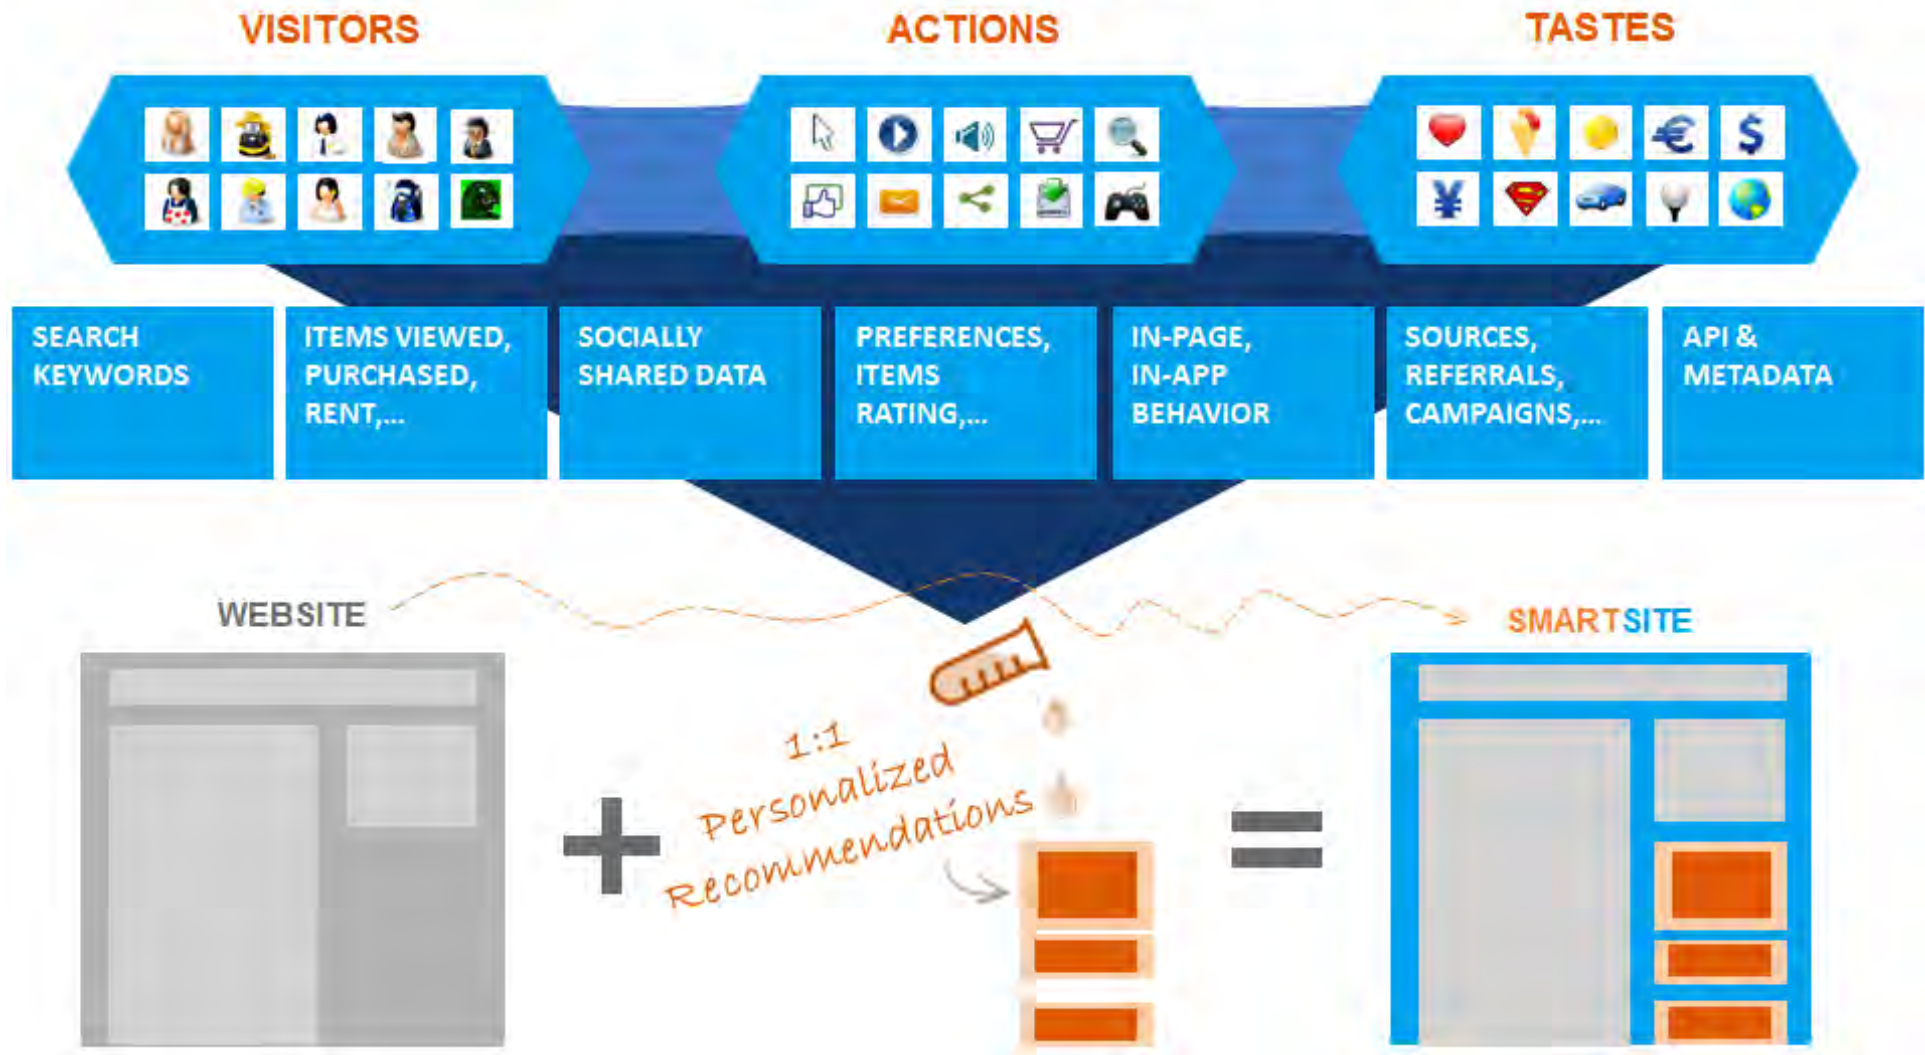 VISITORS
ACTIONS
TASTES
SEARCH
KEYWORDS
ITEMS VIEWED,
PURCHASED,
RENT,...
SOCIALLY
SHARED DATA
PREFERENCES,
ITEMS
RATING,...
IN-PAGE,
IN-APP
BEHAVIOR
SOURCES,
REFERRALS,
CAMPAIGNS,...
API &
METADATA
WEBSITE
SMARTSITE
1:1
Personalized
Recommendations